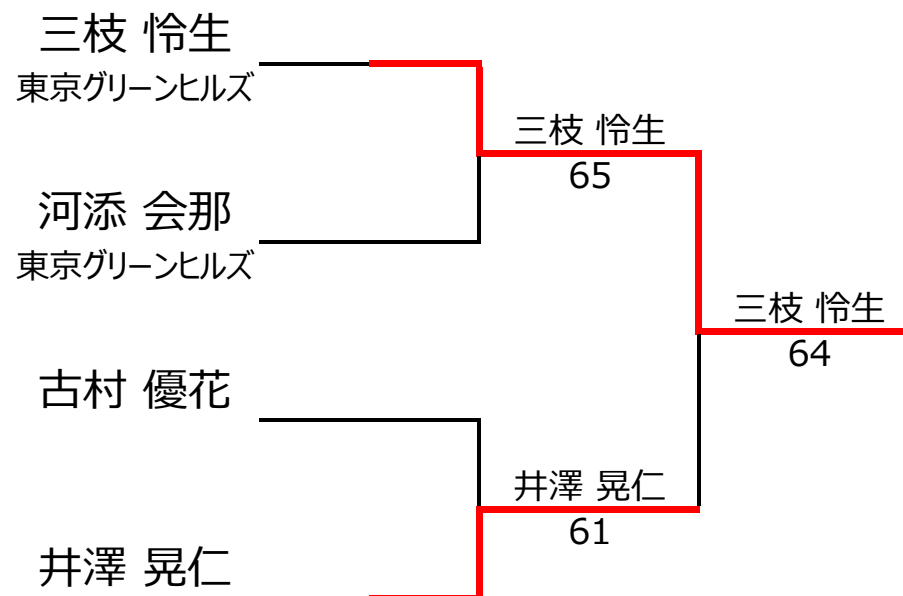 三枝 怜生
東京グリーンヒルズ
三枝 怜生
65
河添 会那
東京グリーンヒルズ
三枝 怜生
64
古村 優花
井澤 晃仁
61
井澤 晃仁